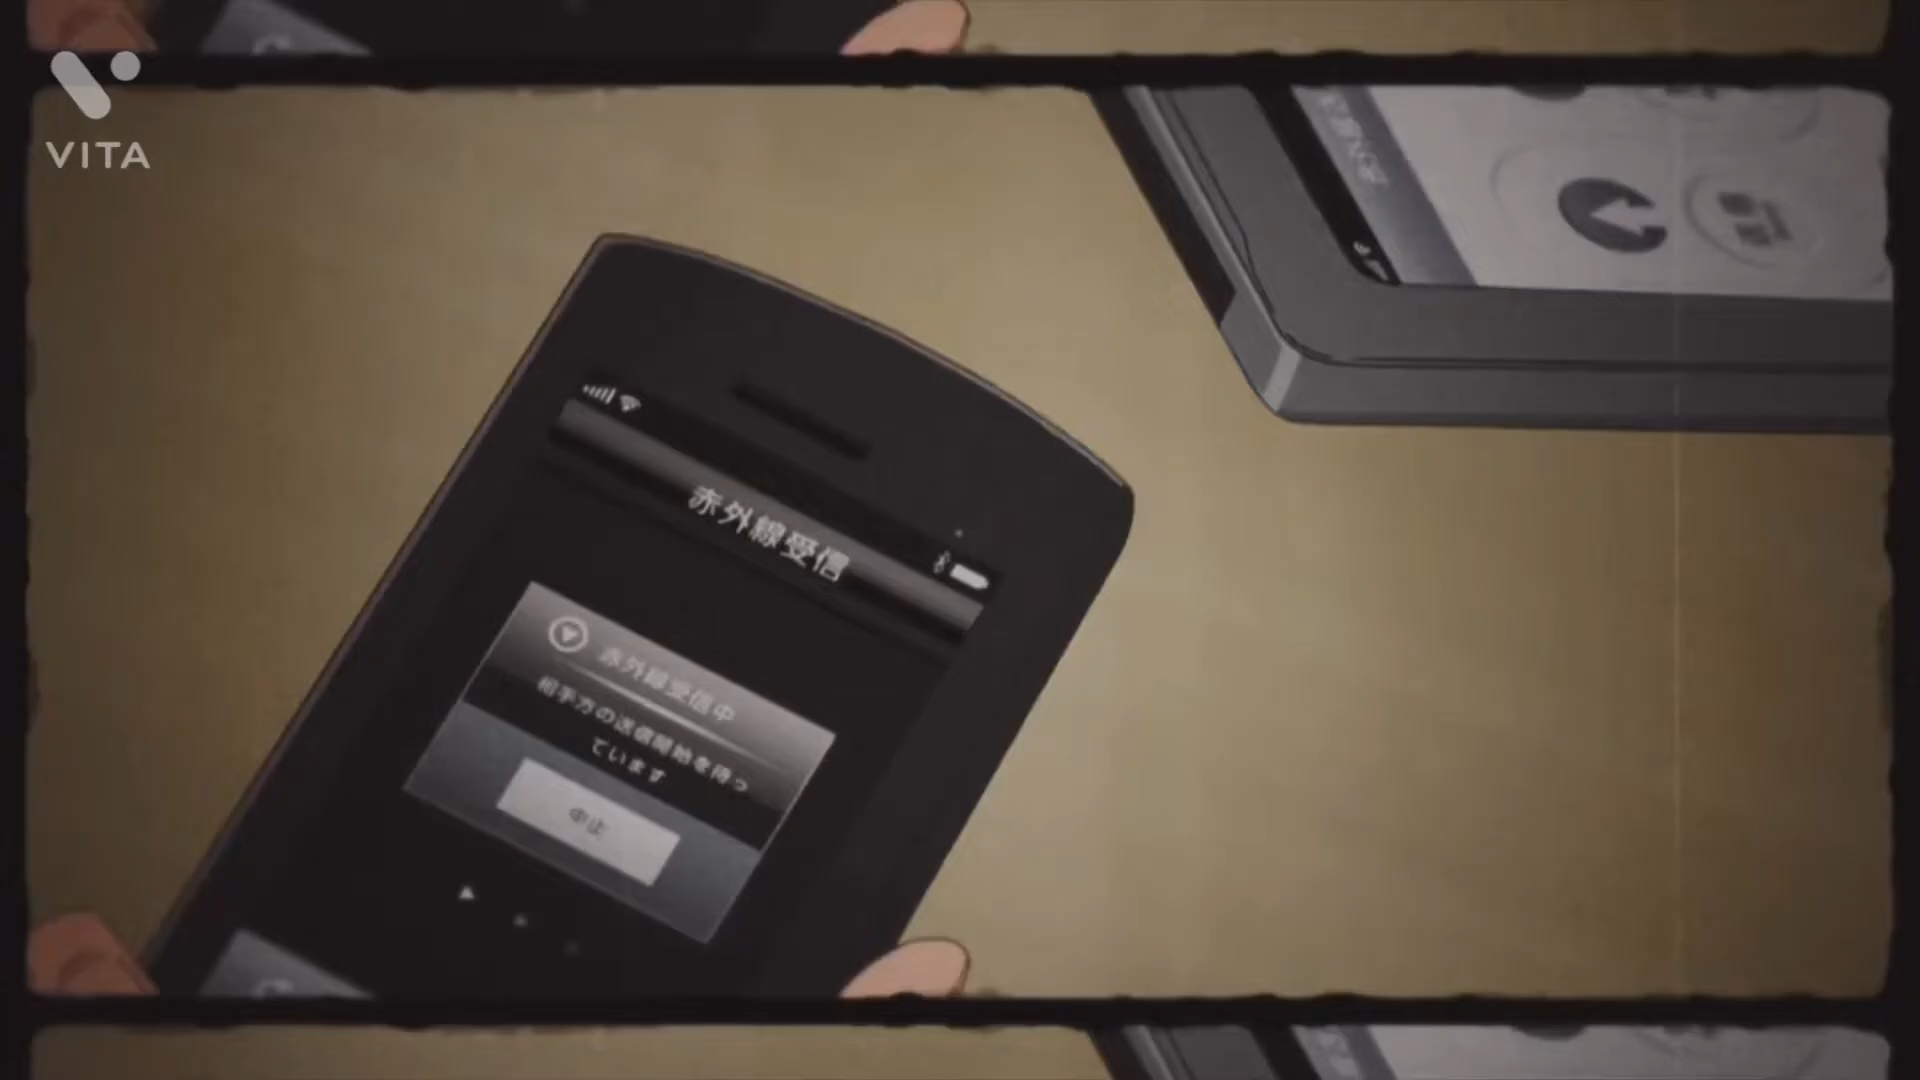 VITA
赤外線受信
赤外線受信中
相手方の送信開始を待っ
ています
中止